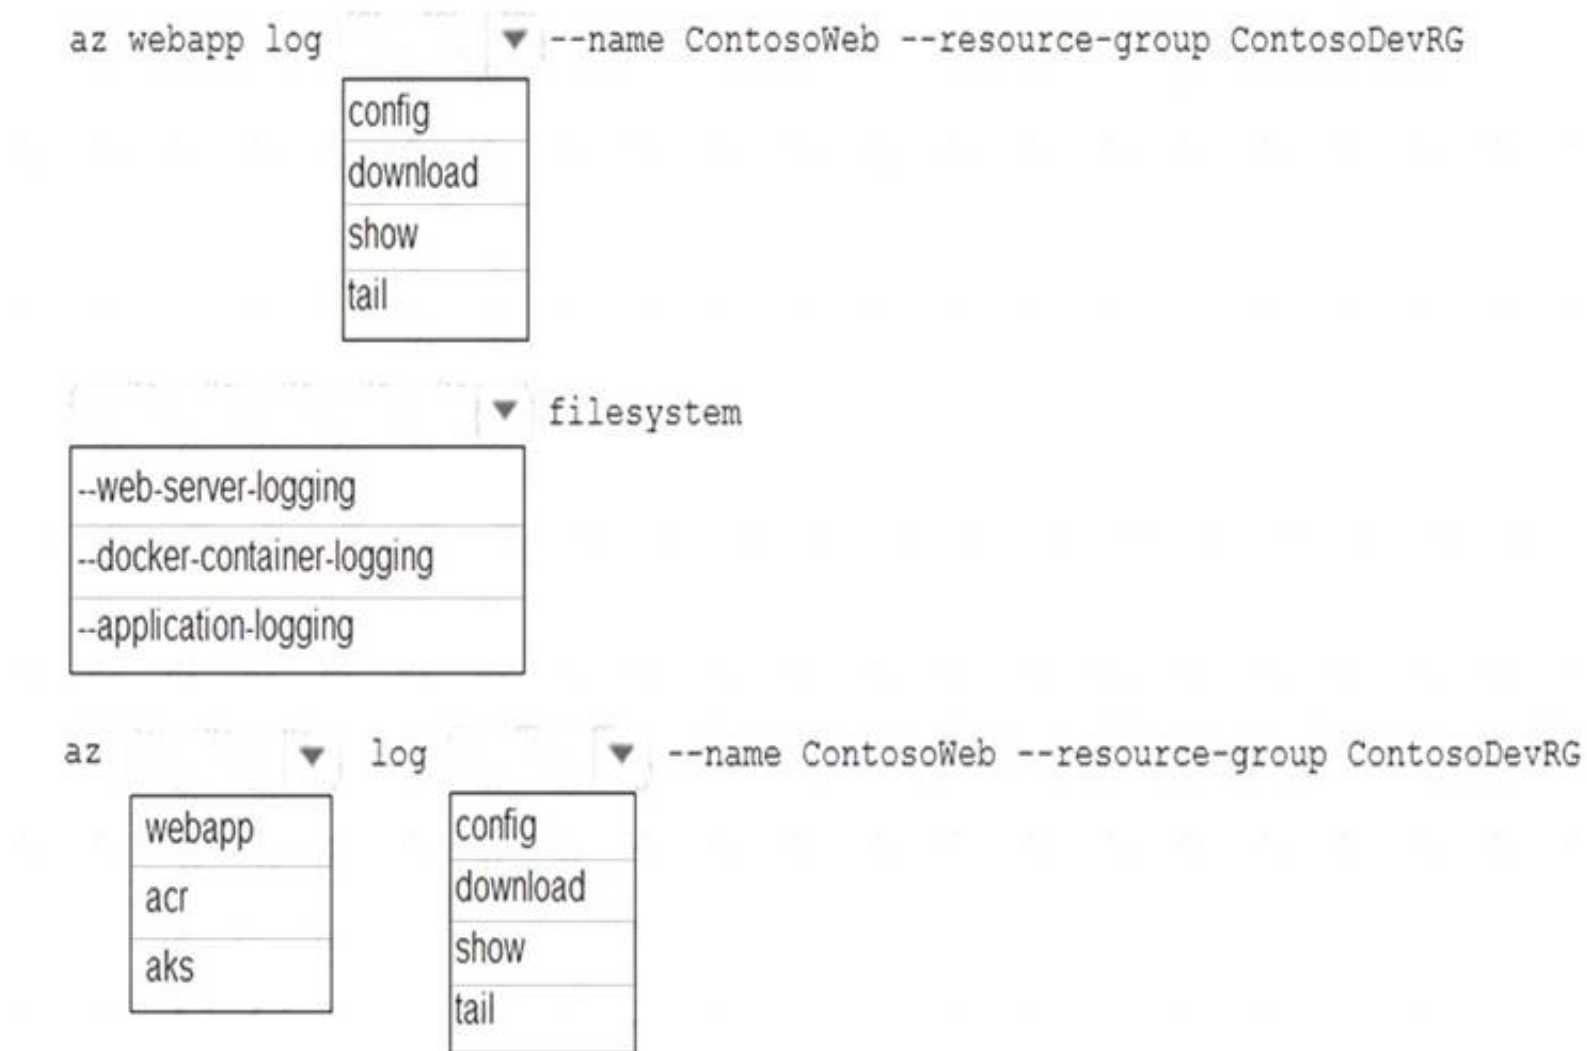 az webapp log --name ContosoWeb --resource-group ContosoDevRG
config
download
show
tail
filesystem
--web-server-logging
--docker-container-logging
--application-logging
az log --name ContosoWeb --resource-group ContosoDevRG
webapp
acr
aks
config
download
show
tail